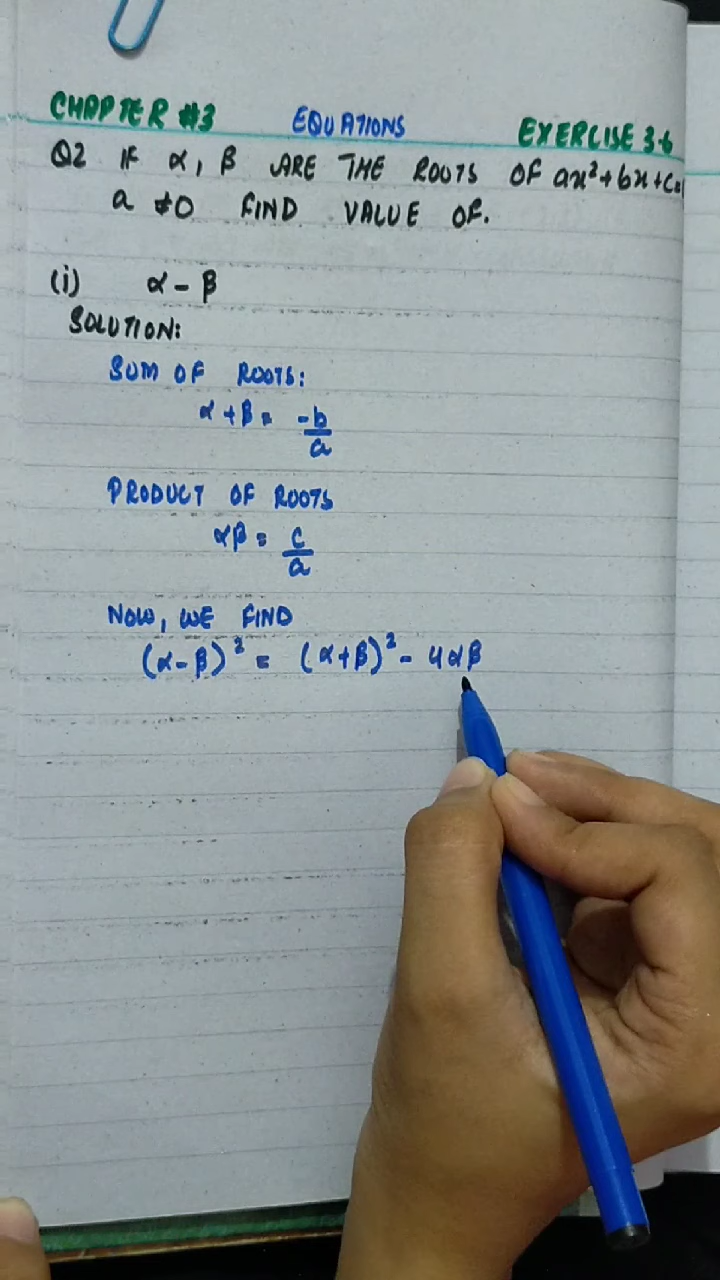 CHAPTER #3 EQUATIONS EXERCISE 3.6
Q2 IF α, β ARE THE ROOTS OF ax²+bx+c=
a ≠0 FIND VALUE OF.
(i) α - β
SOLUTION:
SUM OF ROOTS:
α+β = -b/a
PRODUCT OF ROOTS
αβ = c/a
NOW, WE FIND
(α-β)² = (α+β)² - 4αβ